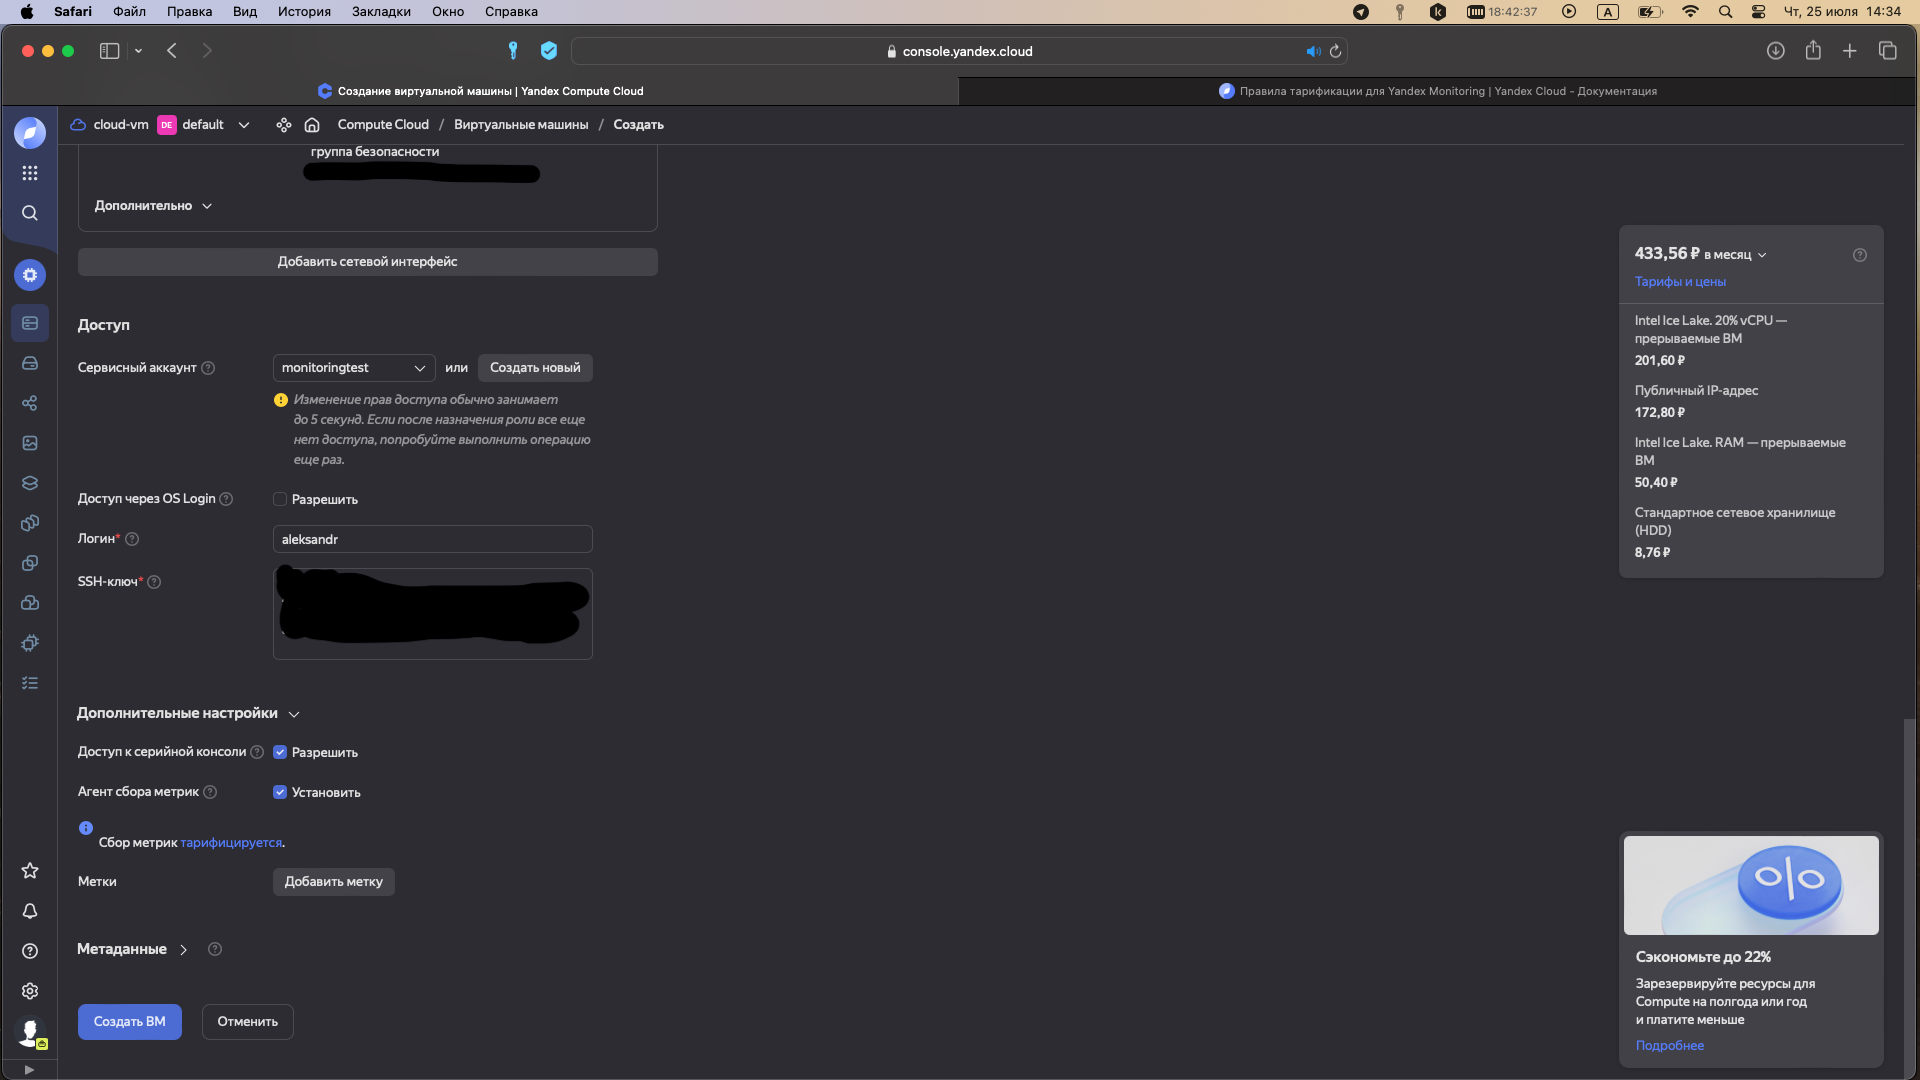 Safari Файл Правка Вид История Закладки Окно Справка 18:42:37 A Чт, 25 июля 14:34
console.yandex.cloud
Создание виртуальной машины | Yandex Compute Cloud
Правила тарификации для Yandex Monitoring | Yandex Cloud - Документация
cloud-vm DE default Compute Cloud / Виртуальные машины / Создать
группа безопасности
Дополнительно
Добавить сетевой интерфейс
Доступ
Сервисный аккаунт monitoringtest или Создать новый
Изменение прав доступа обычно занимает
до 5 секунд. Если после назначения роли все еще
нет доступа, попробуйте выполнить операцию
еще раз.
Доступ через OS Login Разрешить
Логин* aleksandr
SSH-ключ*
Дополнительные настройки
Доступ к серийной консоли Разрешить
Агент сбора метрик Установить
Сбор метрик тарифицируется.
Метки Добавить метку
Метаданные
Создать ВМ Отменить
433,56 ₽ в месяц
Тарифы и цены
Intel Ice Lake. 20% vCPU —
прерываемые ВМ
201,60 ₽
Публичный IP-адрес
172,80 ₽
Intel Ice Lake. RAM — прерываемые
ВМ
50,40 ₽
Стандартное сетевое хранилище
(HDD)
8,76 ₽
Сэкономьте до 22%
Зарезервируйте ресурсы для
Compute на полгода или год
и платите меньше
Подробнее